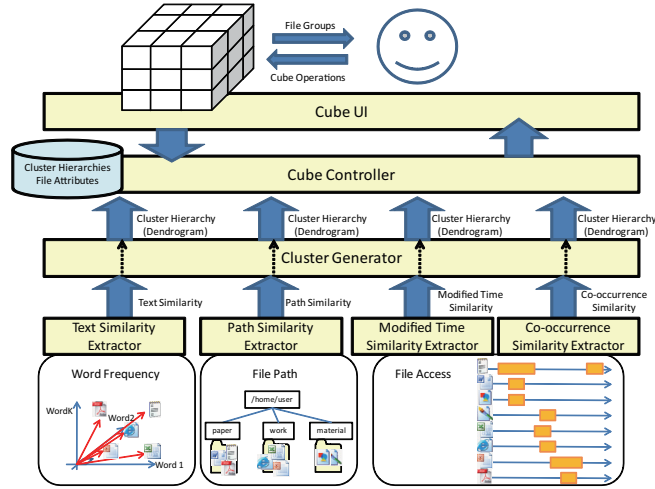 File Groups
Cube Operations
Cube UI
Cluster Hierarchies
File Attributes
Cube Controller
Cluster Hierarchy
(Dendrogram)
Cluster Hierarchy
(Dendrogram)
Cluster Hierarchy
(Dendrogram)
Cluster Hierarchy
(Dendrogram)
Cluster Generator
Text Similarity
Path Similarity
Modified Time
Similarity
Co-occurrence
Similarity
Text Similarity
Extractor
Path Similarity
Extractor
Modified Time
Similarity Extractor
Co-occurrence
Similarity Extractor
Word Frequency
WordK
Word2
Word 1
File Path
/home/user
paper
work
material
File Access